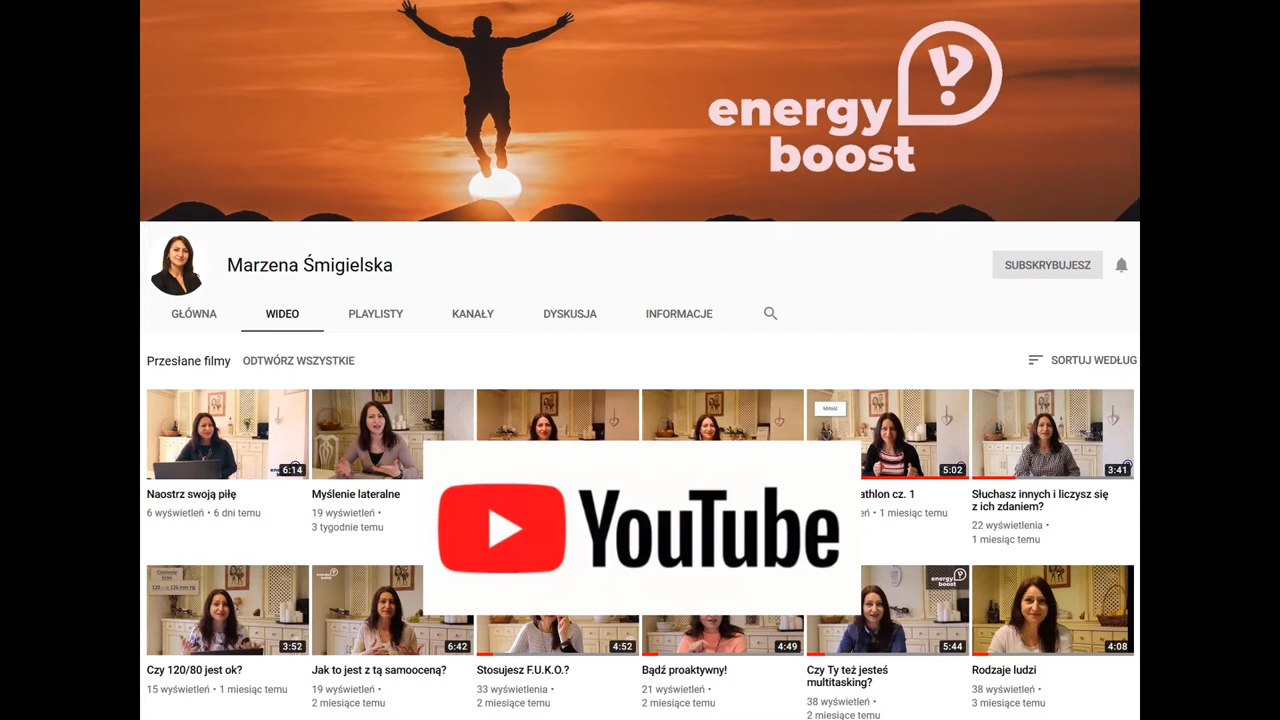 energy
boost
Marzena Śmigielska
SUBSKRYBUJESZ
GŁÓWNA
WIDEO
PLAYLISTY
KANAŁY
DYSKUSJA
INFORMACJE
Przesłane filmy
ODTWÓRZ WSZYSTKIE
SORTUJ WEDŁUG
6:14
Naostrz swoją piłę
6 wyświetleń • 6 dni temu
Myślenie lateralne
19 wyświetleń •
3 tygodnie temu
YouTube
5:02
athlon cz. 1
• 1 miesiąc temu
3:41
Słuchasz innych i liczysz się
z ich zdaniem?
22 wyświetlenia •
1 miesiąc temu
3:52
Czy 120/80 jest ok?
15 wyświetleń • 1 miesiąc temu
6:42
Jak to jest z tą samooceną?
19 wyświetleń •
2 miesiące temu
4:52
Stosujesz F.U.K.O.?
33 wyświetlenia •
2 miesiące temu
4:49
Bądź proaktywny!
21 wyświetleń •
2 miesiące temu
energy
boost
5:44
Czy Ty też jesteś
multitasking?
38 wyświetleń •
2 miesiące temu
4:08
Rodzaje ludzi
38 wyświetleń •
3 miesiące temu